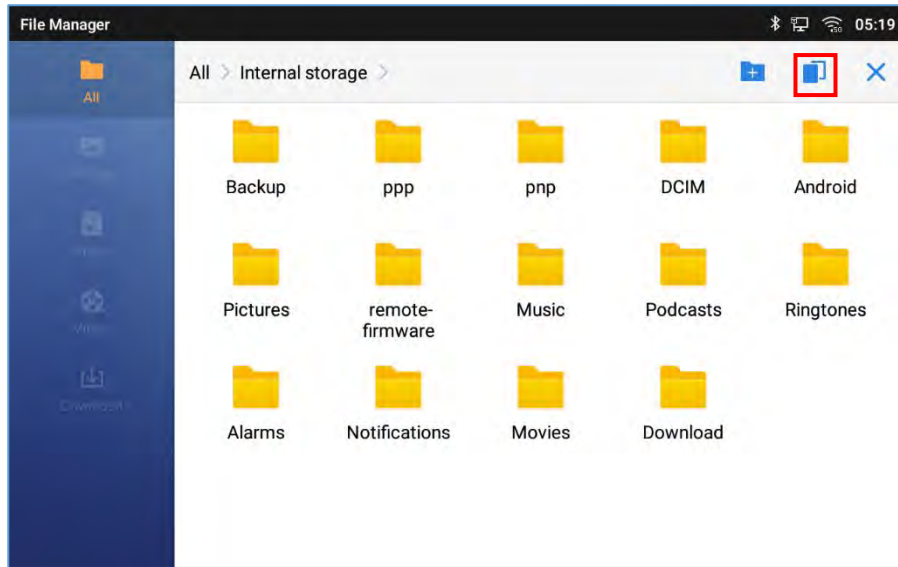 File Manager
05:19
All
All > Internal storage >
Backup
ppp
pnp
DCIM
Android
Pictures
remote-
firmware
Music
Podcasts
Ringtones
Alarms
Notifications
Movies
Download